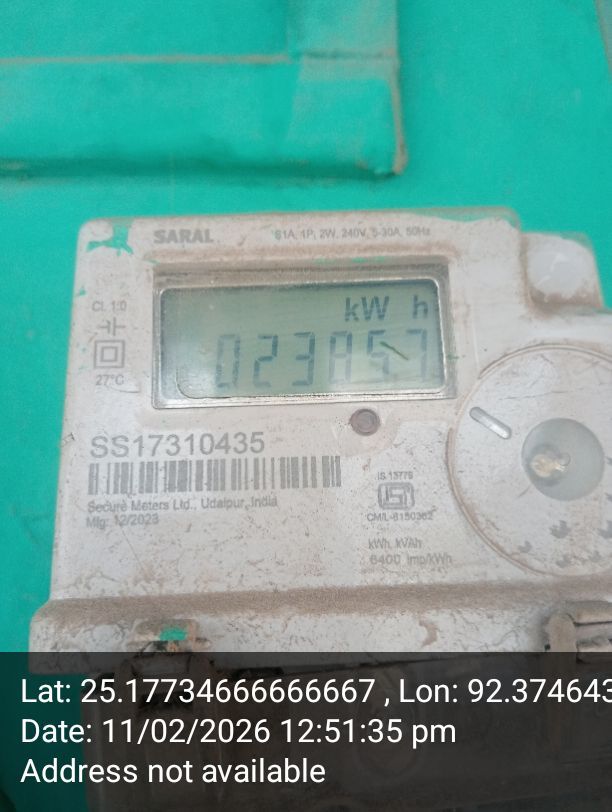 SARAL
S1A, 1P, 2W, 240V, 5-30A, 50Hz
kW h
Cl. 1.0
023857
27°C
SS17310435
IS 13779
Secure Meters Ltd., Udaipur, India
Mfg: 12/2023
CM/L-8150362
kWh, kVAh
6400 imp/kWh
Lat: 25.17734666666667 , Lon: 92.374643
Date: 11/02/2026 12:51:35 pm
Address not available